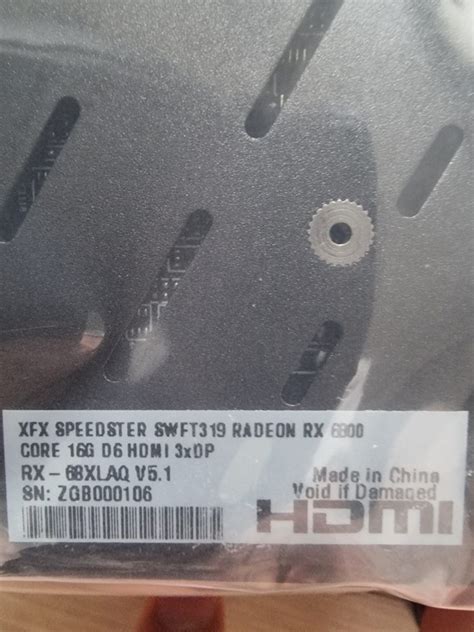 XFX SPEEDSTER SWFT319 RADEON RX 6800
CORE 16G D6 HDMI 3xDP
RX - 68XLAQ V5.1
SN: ZGB000106
Made in China
Void if Damaged
HDMI